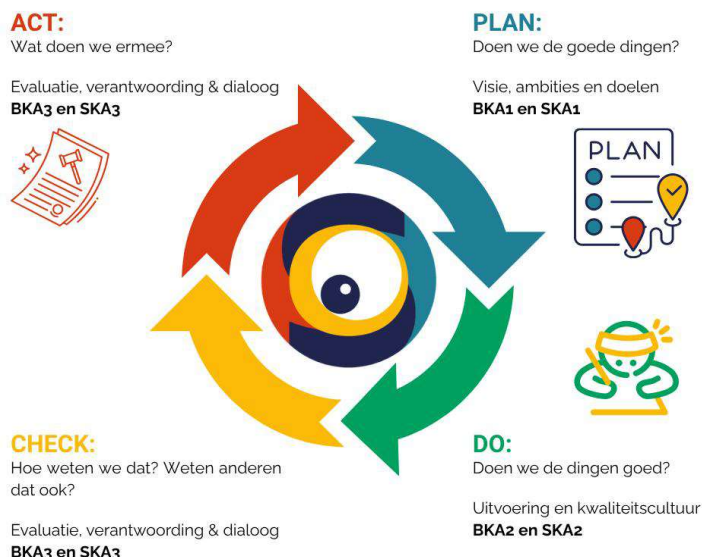 ACT:
Wat doen we ermee?
Evaluatie, verantwoording & dialoog
BKA3 en SKA3
PLAN:
Doen we de goede dingen?
Visie, ambities en doelen
BKA1 en SKA1
PLAN
CHECK:
Hoe weten we dat? Weten anderen
dat ook?
Evaluatie, verantwoording & dialoog
BKA3 en SKA3
DO:
Doen we de dingen goed?
Uitvoering en kwaliteitscultuur
BKA2 en SKA2